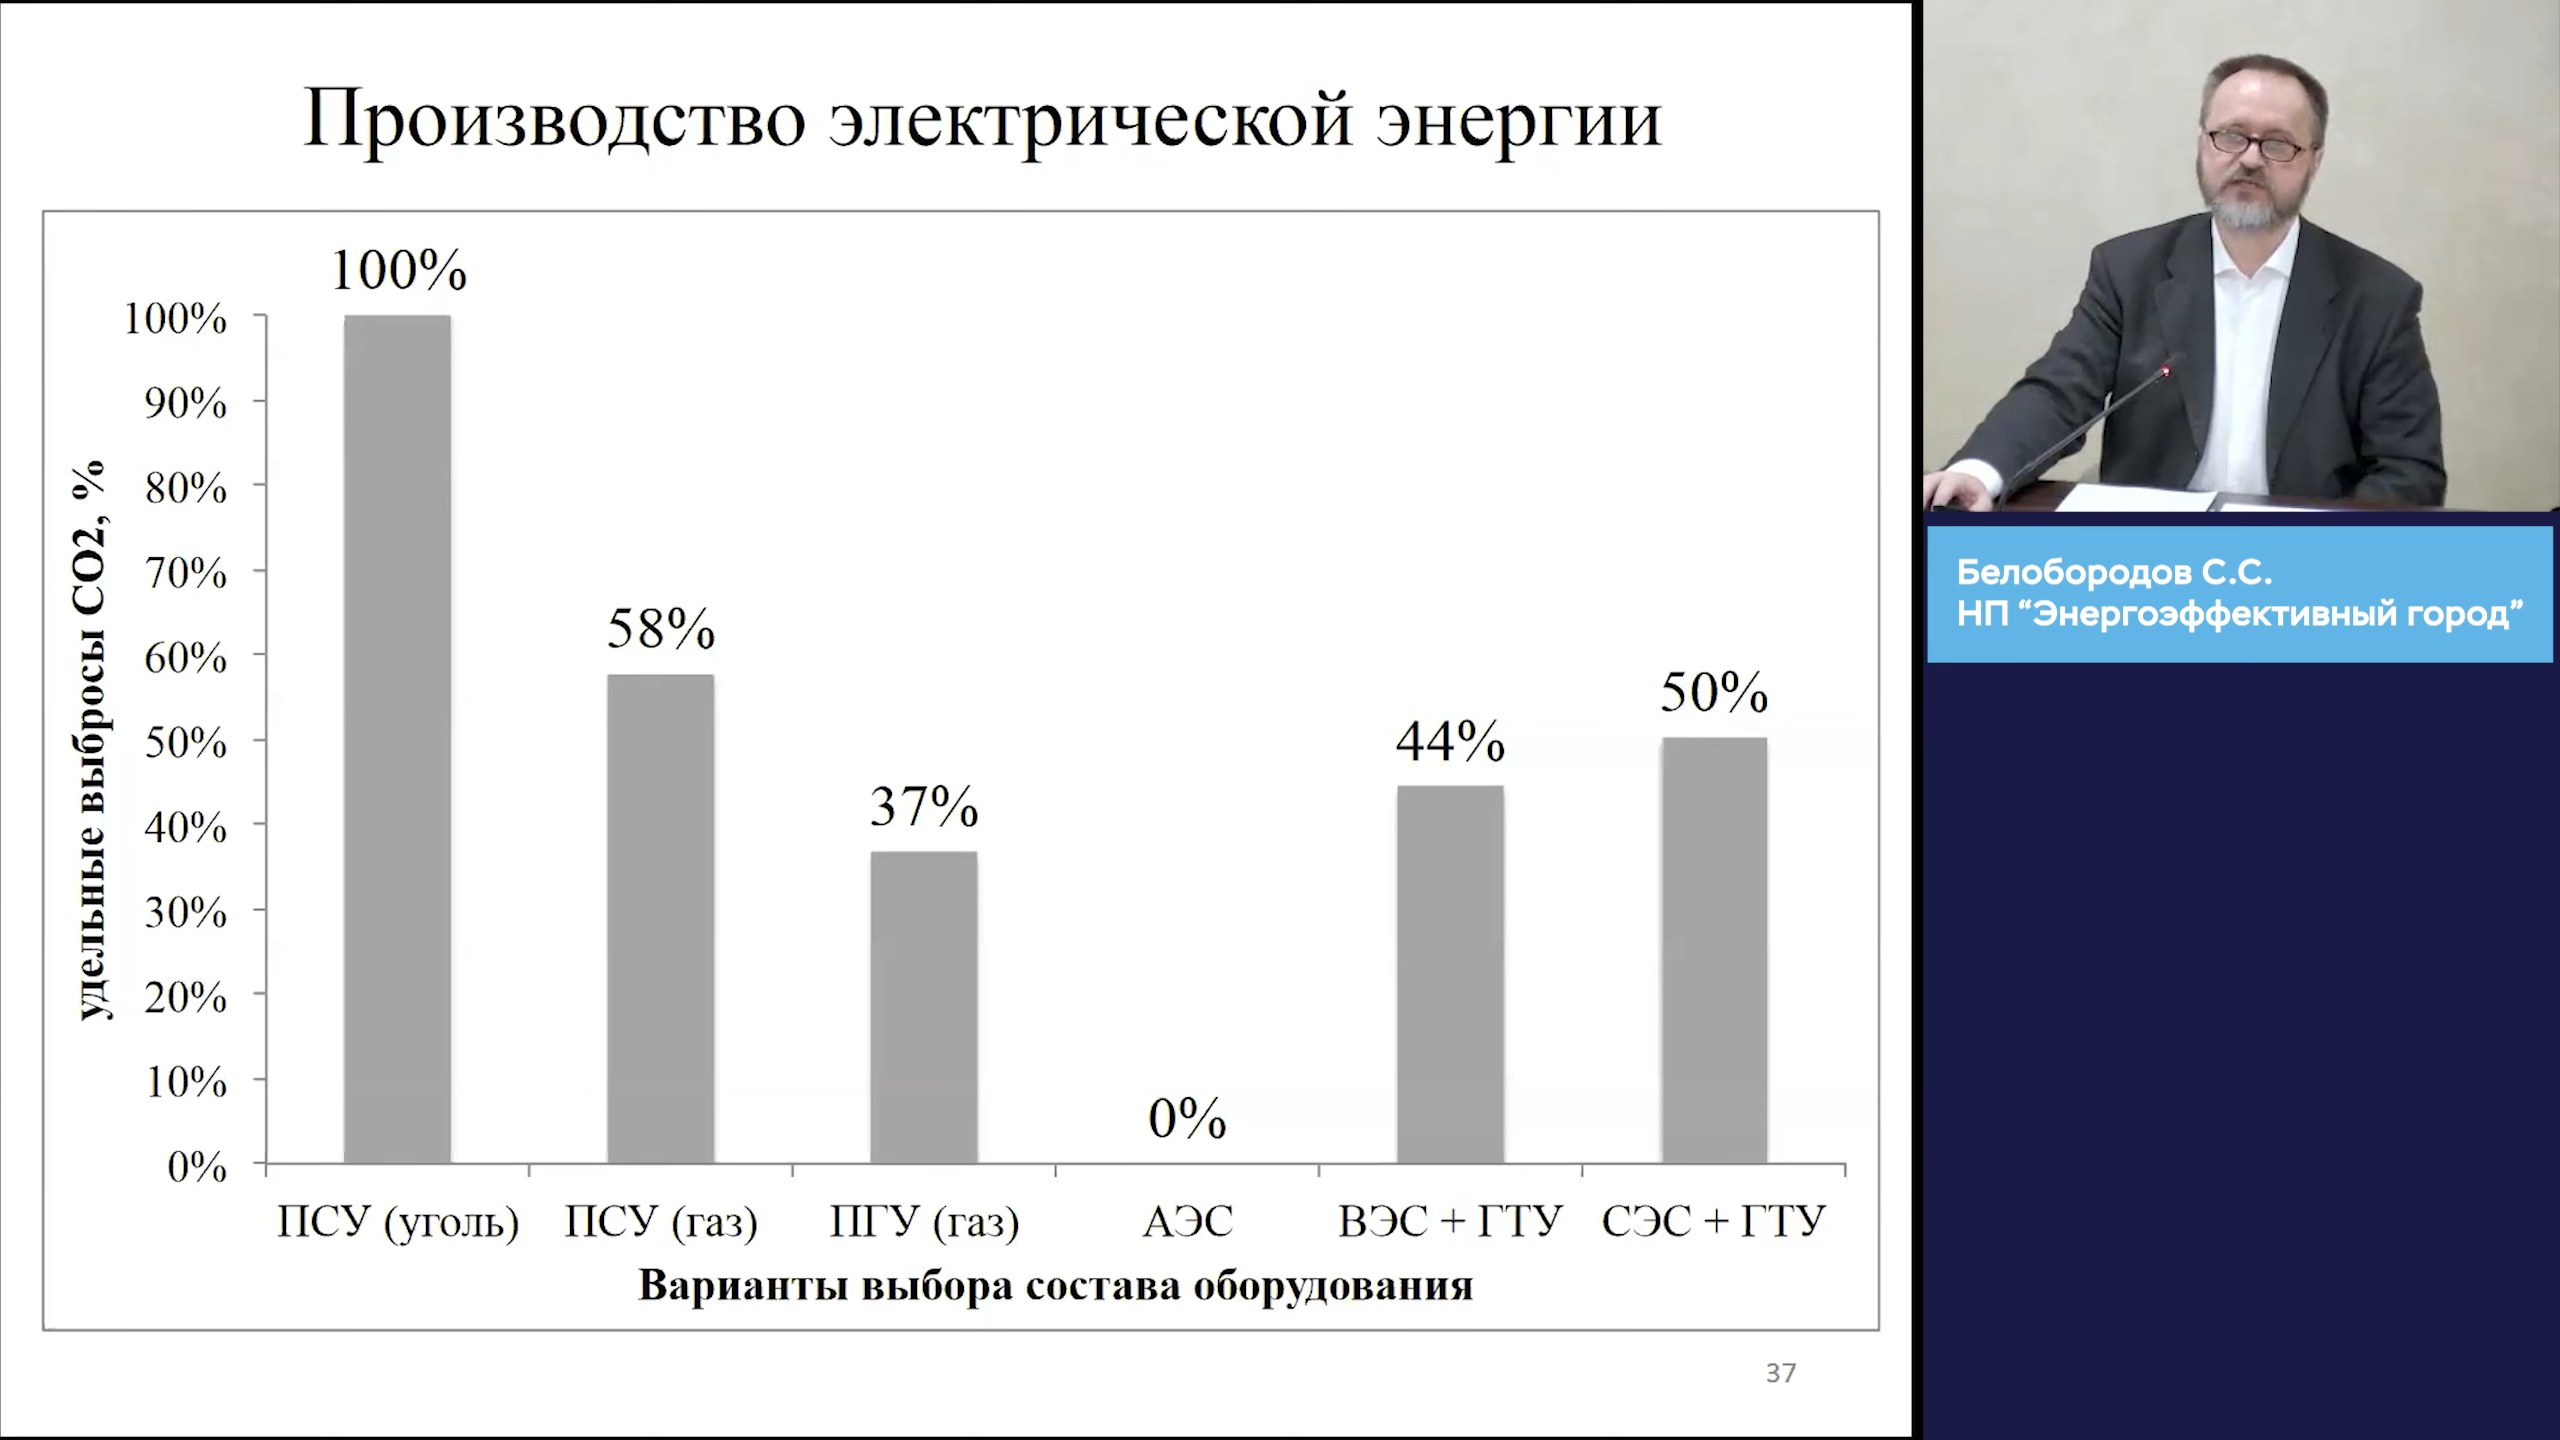 Производство электрической энергии
100%
58%
37%
0%
44%
50%
100%
90%
80%
70%
60%
50%
40%
30%
20%
10%
0%
удельные выбросы СО2, %
ПСУ (уголь)
ПСУ (газ)
ПГУ (газ)
АЭС
ВЭС + ГТУ
СЭС + ГТУ
Варианты выбора состава оборудования
37
Белобородов С.С.
НП “Энергоэффективный город”